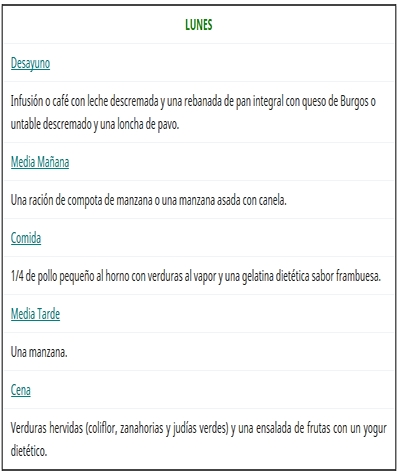 LUNES
Desayuno
Infusión o café con leche descremada y una rebanada de pan integral con queso de Burgos o
untable descremado y una loncha de pavo.
Media Mañana
Una ración de compota de manzana o una manzana asada con canela.
Comida
1/4 de pollo pequeño al horno con verduras al vapor y una gelatina dietética sabor frambuesa.
Media Tarde
Una manzana.
Cena
Verduras hervidas (coliflor, zanahorias y judías verdes) y una ensalada de frutas con un yogur
dietético.